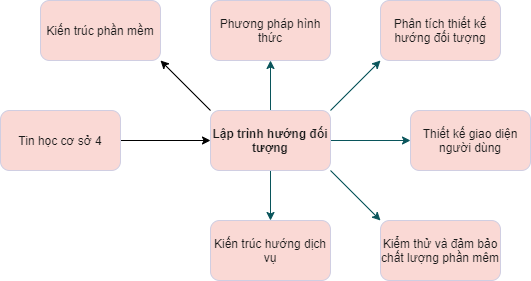 Kiến trúc phần mềm
Phương pháp hình
thức
Phân tích thiết kế
hướng đối tượng
Tin học cơ sở 4
Lập trình hướng đối
tượng
Thiết kế giao diện
người dùng
Kiến trúc hướng dịch
vụ
Kiểm thử và đảm bảo
chất lượng phần mêm